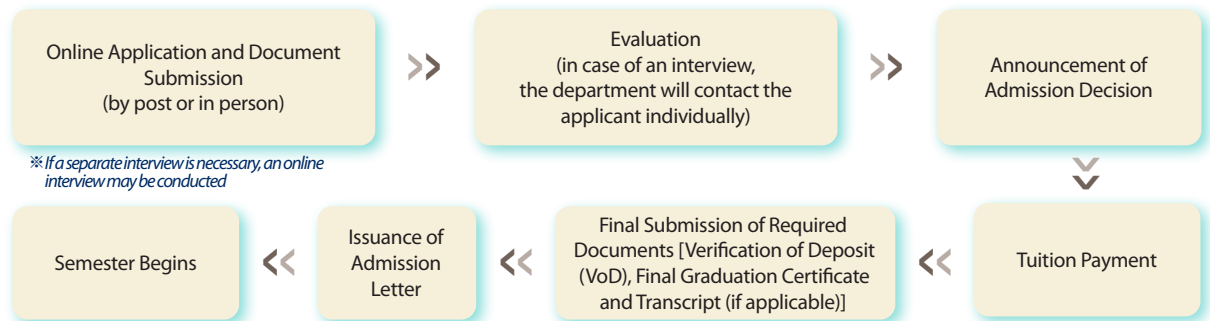 Online Application and Document
Submission
(by post or in person)
Evaluation
(in case of an interview,
the department will contact the
applicant individually)
Announcement of
Admission Decision
※ If a separate interview is necessary, an online
interview may be conducted
Tuition Payment
Final Submission of Required
Documents [Verification of Deposit
(VoD), Final Graduation Certificate
and Transcript (if applicable)]
Issuance of
Admission
Letter
Semester Begins